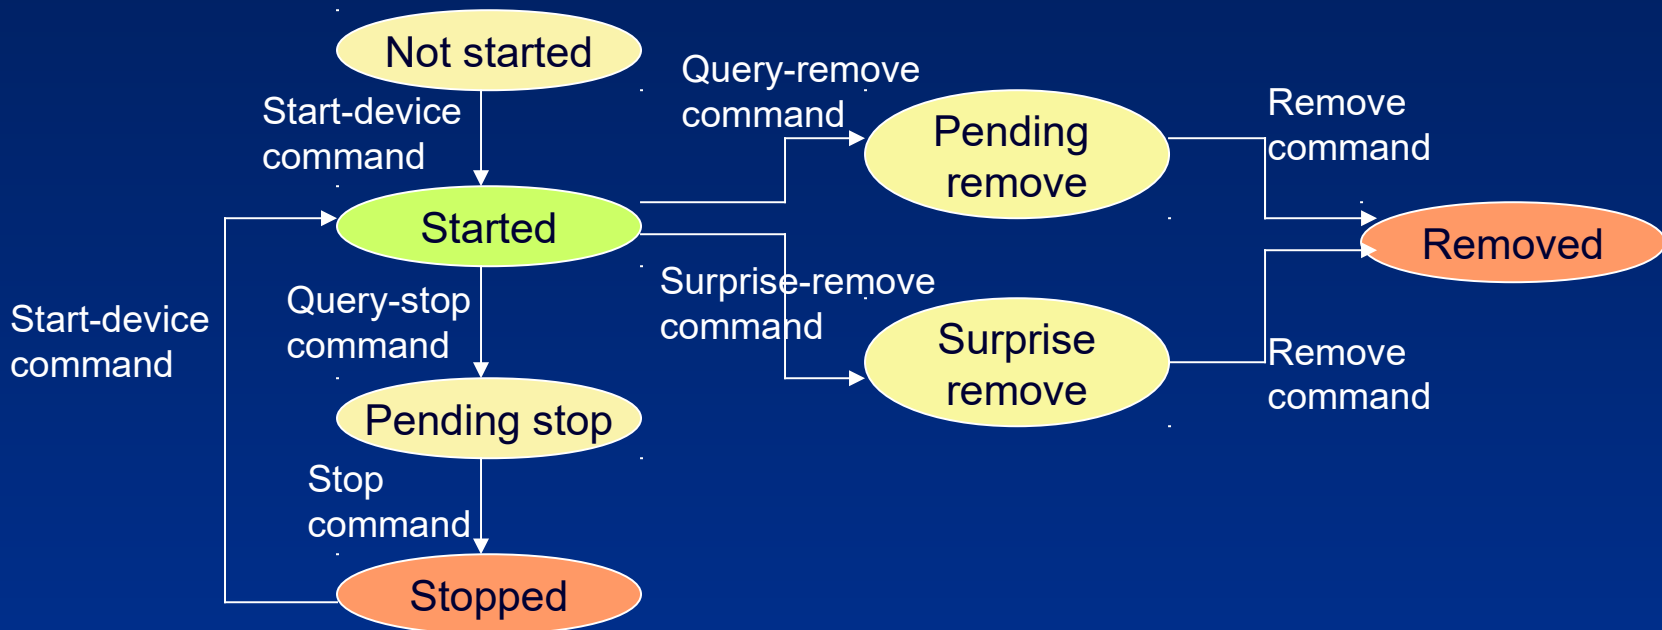 Not started
Start-device
command
Query-remove
command
Pending
remove
Remove
command
Started
Removed
Start-device
command
Query-stop
command
Surprise-remove
command
Surprise
remove
Remove
command
Pending stop
Stop
command
Stopped